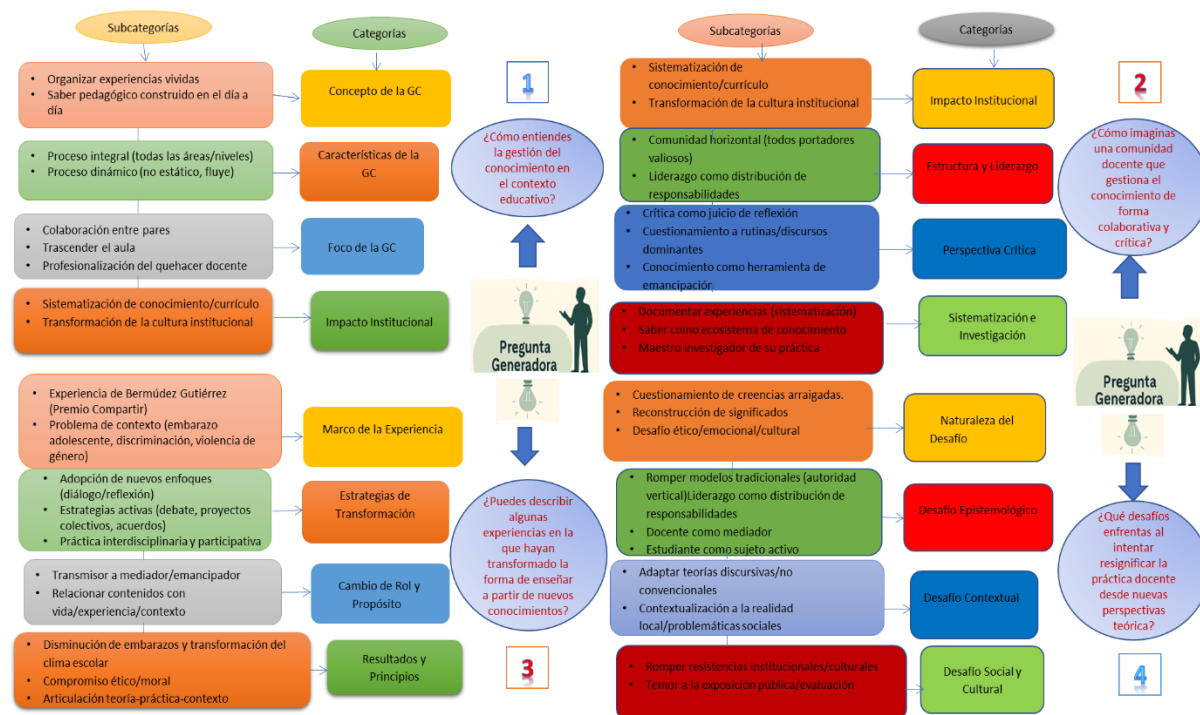 Subcategorías
Categorías
• Organizar experiencias vividas
• Saber pedagógico construido en el día a
día
Concepto de la GC
• Proceso integral (todas las áreas/niveles)
• Proceso dinámico (no estático, fluye)
Características de la
GC
• Colaboración entre pares
• Trascender el aula
• Profesionalización del quehacer docente
Foco de la GC
• Sistematización de conocimiento/currículo
• Transformación de la cultura institucional
Impacto Institucional
1
¿Cómo entiendes
la gestión del
conocimiento en
el contexto
educativo?
Pregunta
Generadora
Subcategorías
Categorías
• Sistematización de
conocimiento/currículo
• Transformación de la cultura institucional
Impacto Institucional
• Comunidad horizontal (todos portadores
valiosos)
• Liderazgo como distribución de
responsabilidades
Estructura y Liderazgo
• Crítica como juicio de reflexión
• Cuestionamiento a rutinas/discursos
dominantes
• Conocimiento como herramienta de
emancipación
Perspectiva Crítica
• Documentar experiencias (sistematización)
• Saber como ecosistema de conocimiento
• Maestro investigador de su práctica
Sistematización e
Investigación
2
¿Cómo imaginas
una comunidad
docente que
gestiona el
conocimiento de
forma
colaborativa y
crítica?
Pregunta
Generadora
• Experiencia de Bermúdez Gutiérrez
(Premio Compartir)
• Problema de contexto (embarazo
adolescente, discriminación, violencia de
género)
Marco de la Experiencia
• Adopción de nuevos enfoques
(diálogo/reflexión)
• Estrategias activas (debate, proyectos
colectivos, acuerdos)
• Práctica interdisciplinaria y participativa
Estrategias de
Transformación
• Transmisor a mediador/emancipador
• Relacionar contenidos con
vida/experiencia/contexto
Cambio de Rol y
Propósito
• Disminución de embarazos y transformación del
clima escolar
• Compromiso ético/moral
• Articulación teoría-práctica-contexto
Resultados y
Principios
¿Puedes describir
algunas
experiencias en la
que hayan
transformado la
forma de enseñar
a partir de nuevos
conocimientos?
3
• Cuestionamiento de creencias arraigadas.
• Reconstrucción de significados
• Desafío ético/emocional/cultural
Naturaleza del
Desafío
• Romper modelos tradicionales (autoridad
vertical)Liderazgo como distribución de
responsabilidades
• Docente como mediador
• Estudiante como sujeto activo
Desafío Epistemológico
• Adaptar teorías discursivas/no
convencionales
• Contextualización a la realidad
local/problemáticas sociales
Desafío Contextual
• Romper resistencias institucionales/culturales
• Temor a la exposición pública/evaluación
Desafío Social y
Cultural
¿Qué desafíos
enfrentas al
intentar
resignificar la
práctica docente
desde nuevas
perspectivas
teórica?
4